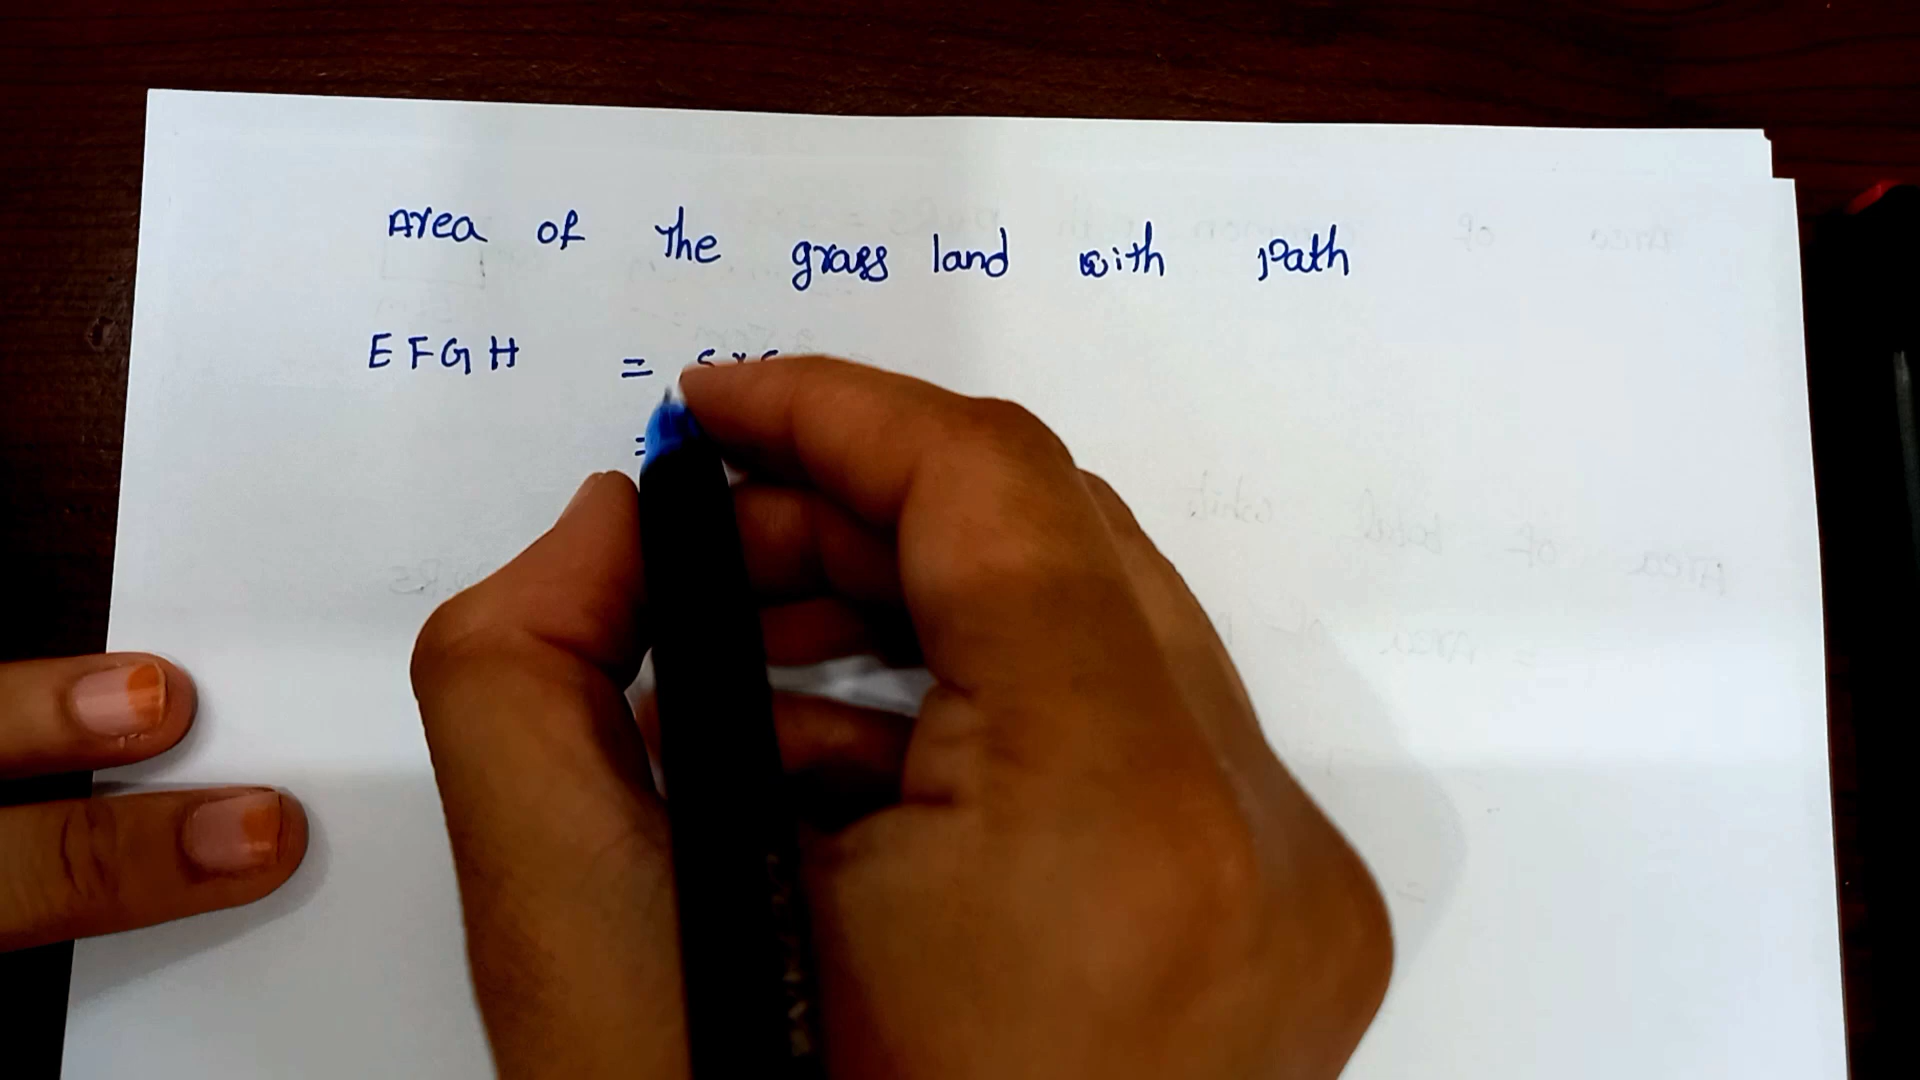 Area of The grass land with Path
EFGH = S×S
=